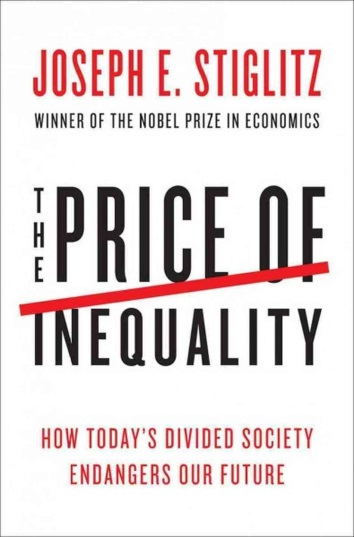 JOSEPH E. STIGLITZ
WINNER OF THE NOBEL PRIZE IN ECONOMICS
THE PRICE OF
INEQUALITY
HOW TODAY'S DIVIDED SOCIETY
ENDANGERS OUR FUTURE